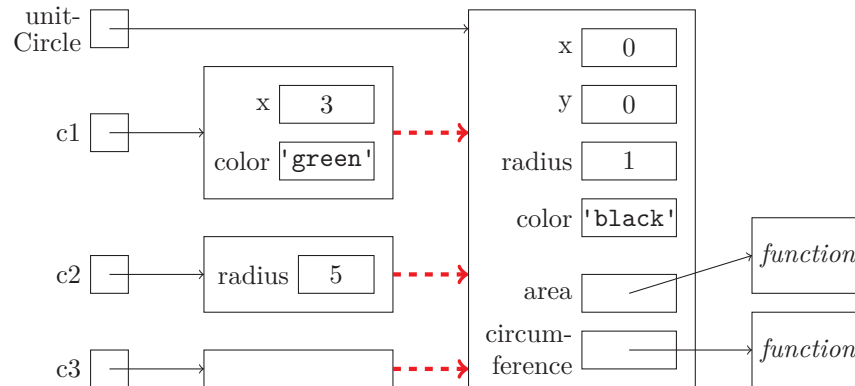 unit-
Circle
x 0
c1
x 3
y 0
color 'green'
radius 1
color 'black'
c2
radius 5
area
function
circum-
ference
function
c3